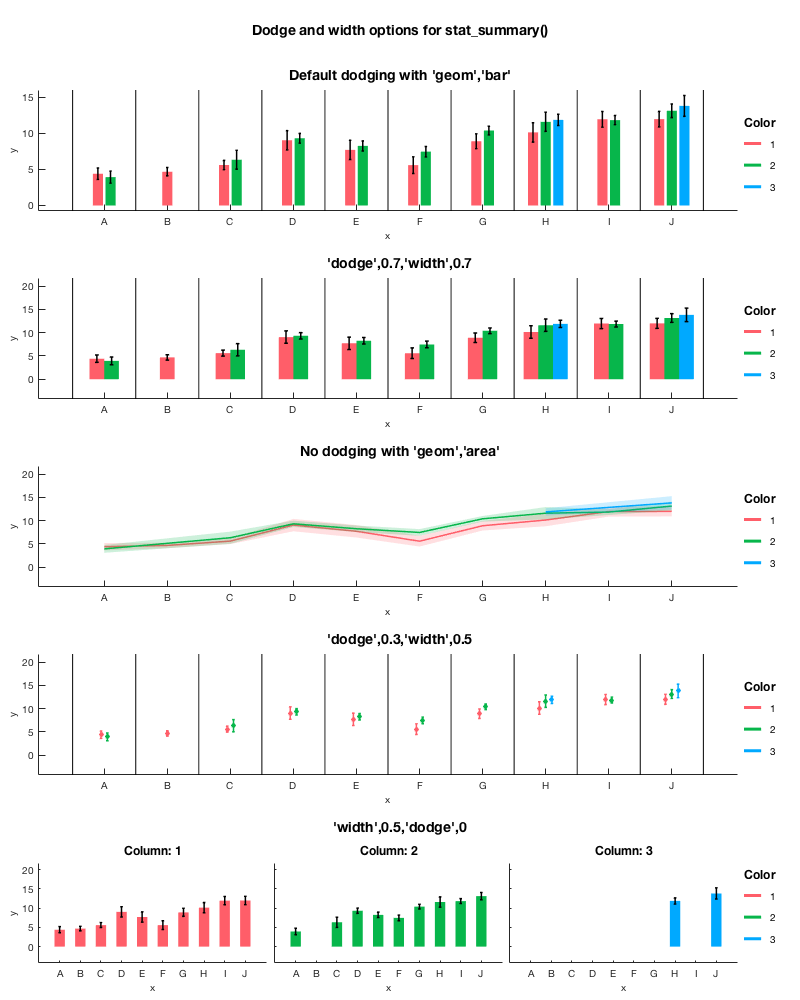 Dodge and width options for stat_summary()
Default dodging with 'geom','bar'
15
10
5
0
y
A B C D E F G H I J
x
Color
1
2
3
'dodge',0.7,'width',0.7
20
15
10
5
0
y
A B C D E F G H I J
x
Color
1
2
3
No dodging with 'geom','area'
20
15
10
5
0
y
A B C D E F G H I J
x
Color
1
2
3
'dodge',0.3,'width',0.5
20
15
10
5
0
y
A B C D E F G H I J
x
Color
1
2
3
'width',0.5,'dodge',0
Column: 1
20
15
10
5
0
y
A B C D E F G H I J
x
Column: 2
A B C D E F G H I J
x
Column: 3
A B C D E F G H I J
x
Color
1
2
3